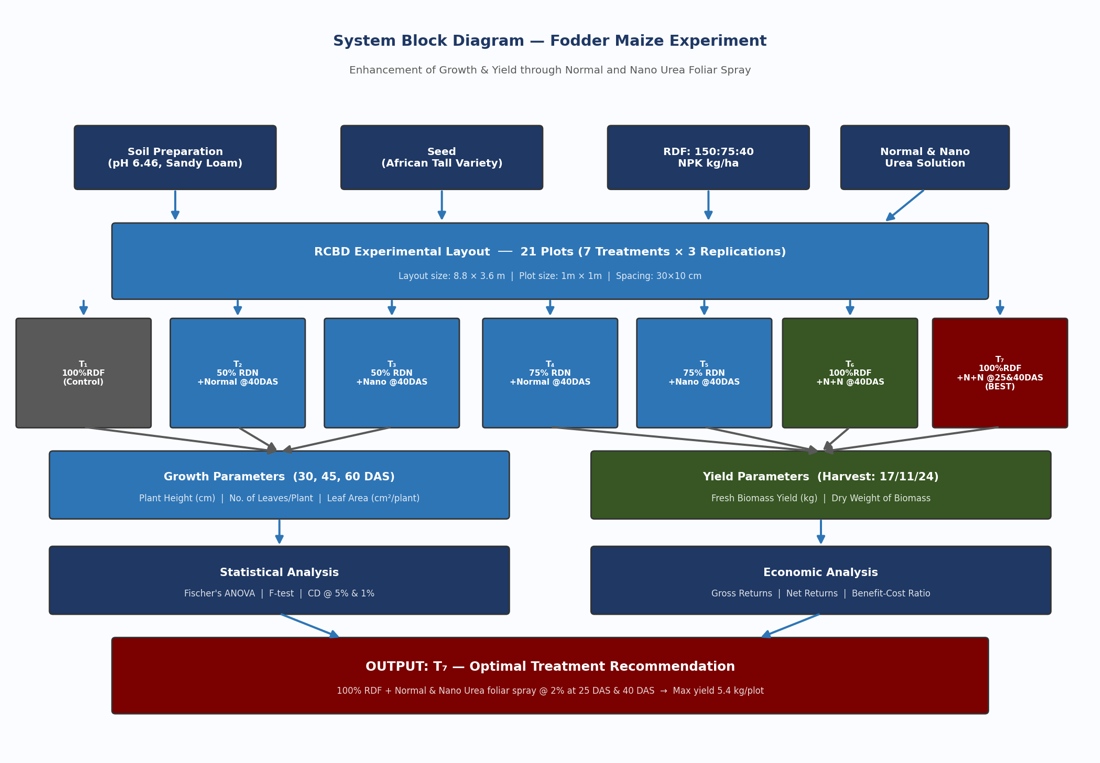 System Block Diagram — Fodder Maize Experiment
Enhancement of Growth & Yield through Normal and Nano Urea Foliar Spray
Soil Preparation
(pH 6.46, Sandy Loam)
Seed
(African Tall Variety)
RDF: 150:75:40
NPK kg/ha
Normal & Nano
Urea Solution
RCBD Experimental Layout — 21 Plots (7 Treatments × 3 Replications)
Layout size: 8.8 × 3.6 m | Plot size: 1m × 1m | Spacing: 30×10 cm
T₁
100%RDF
(Control)
T₂
50% RDN
+Normal @40DAS
T₃
50% RDN
+Nano @40DAS
T₄
75% RDN
+Normal @40DAS
T₅
75% RDN
+Nano @40DAS
T₆
100%RDF
+N+N @40DAS
T₇
100%RDF
+N+N @25&40DAS
(BEST)
Growth Parameters (30, 45, 60 DAS)
Plant Height (cm) | No. of Leaves/Plant | Leaf Area (cm²/plant)
Yield Parameters (Harvest: 17/11/24)
Fresh Biomass Yield (kg) | Dry Weight of Biomass
Statistical Analysis
Fischer's ANOVA | F-test | CD @ 5% & 1%
Economic Analysis
Gross Returns | Net Returns | Benefit-Cost Ratio
OUTPUT: T₇ — Optimal Treatment Recommendation
100% RDF + Normal & Nano Urea foliar spray @ 2% at 25 DAS & 40 DAS → Max yield 5.4 kg/plot